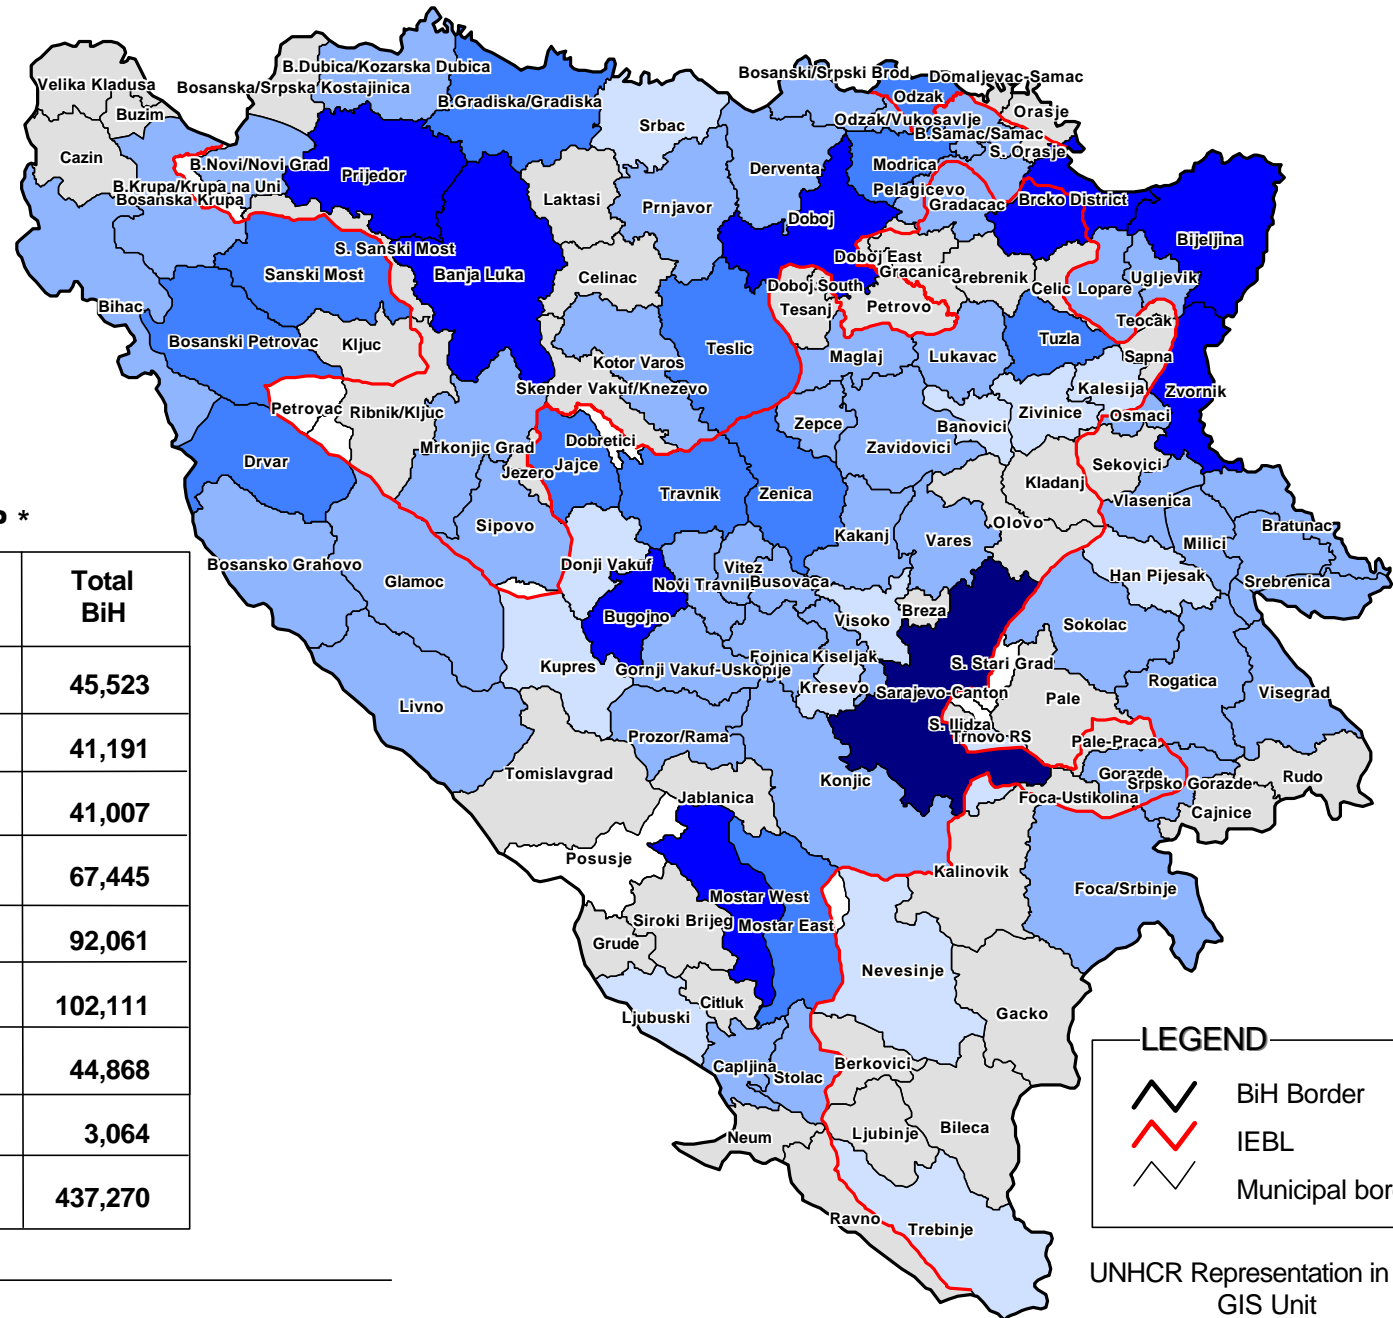 Velika Kladusa
Buzim
Cazin
B.Dubica/Kozarska Dubica
Bosanska/Srpska Kostajinica
B.Gradiska/Gradiska
B.Novi/Novi Grad
B.Krupa/Krupa na Uni
Bosanska Krupa
Prijedor
Srbac
Laktasi
Prnjavor
Derventa
Bosanski/Srpski Brod
Odzak
Domaljevac-Samac
Orasje
Odzak/Vukosavlje
B.Samac/Samac
S. Orasje
Modrica
Pelagicevo
Gradacac
Brcko District
Bijeljina
Doboj
S. Sanski Most
Sanski Most
Banja Luka
Celinac
Doboj East
Gracanica
Srebrenik
Doboj South
Tesanj
Petrovo
Celic
Lopare
Ugljevik
Teocak
Bihac
Bosanski Petrovac
Kljuc
Kotor Varos
Teslic
Maglaj
Lukavac
Tuzla
Sapna
Skender Vakuf/Knezevo
Kalesija
Zvornik
Petrovac
Ribnik/Kljuc
Zivinice
Osmaci
Zepce
Banovici
Mrkonjic Grad
Dobretici
Zavidovici
Drvar
Jezero
Jajce
Sekovici
Kladanj
Travnik
Zenica
Vlasenica
Sipovo
Olovo
Bratunac
Kakanj
Vares
Milici
Bosansko Grahovo
Glamoc
Donji Vakuf
Novi Travnik
Vitez
Busovaca
Han Pijesak
Srebrenica
Breza
Visoko
Bugojno
Sokolac
Kupres
Gornji Vakuf-Uskoplje
Fojnica
Kiseljak
S. Stari Grad
Kresevo
Sarajevo-Canton
Rogatica
Visegrad
Livno
Pale
S. Ilidza
Trnovo RS
Prozor/Rama
Pale-Praca
Tomislavgrad
Konjic
Gorazde
Srpsko Gorazde
Rudo
Jablanica
Foca-Ustikolina
Cajnice
Posusje
Kalinovik
Foca/Srbinje
Mostar West
Siroki Brijeg
Mostar East
Grude
Nevesinje
Citluk
Ljubuski
Gacko
Capljina
Stolac
Berkovici
Neum
Ljubinje
Bileca
Ravno
Trebinje
*
Total
BiH
45,523
41,191
41,007
67,445
92,061
102,111
44,868
3,064
437,270
LEGEND
BiH Border
IEBL
Municipal bor
UNHCR Representation in
GIS Unit